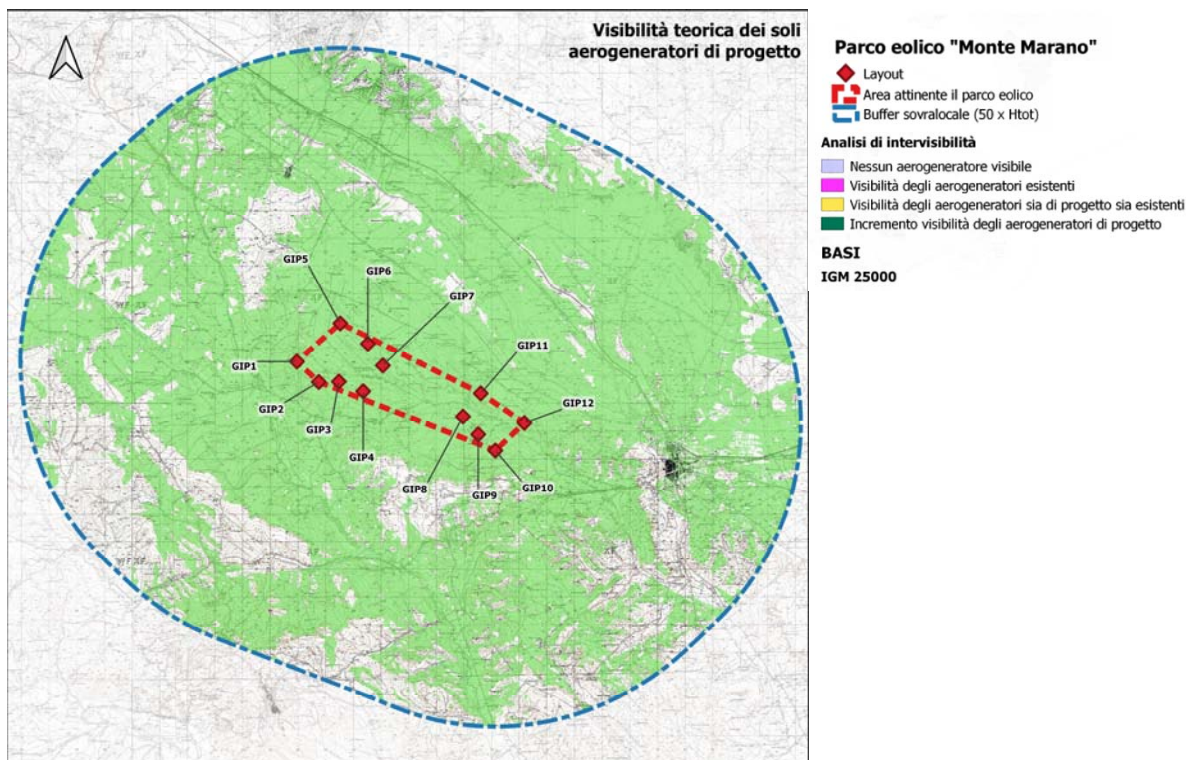 Visibilità teorica dei soli
aerogeneratori di progetto
GIP5
GIP6
GIP7
GIP1
GIP11
GIP2
GIP12
GIP3
GIP4
GIP8
GIP9
GIP10
Parco eolico "Monte Marano"
Layout
Area attinente il parco eolico
Buffer sovralocale (50 x Htot)
Analisi di intervisibilità
Nessun aerogeneratore visibile
Visibilità degli aerogeneratori esistenti
Visibilità degli aerogeneratori sia di progetto sia esistenti
Incremento visibilità degli aerogeneratori di progetto
BASI
IGM 25000